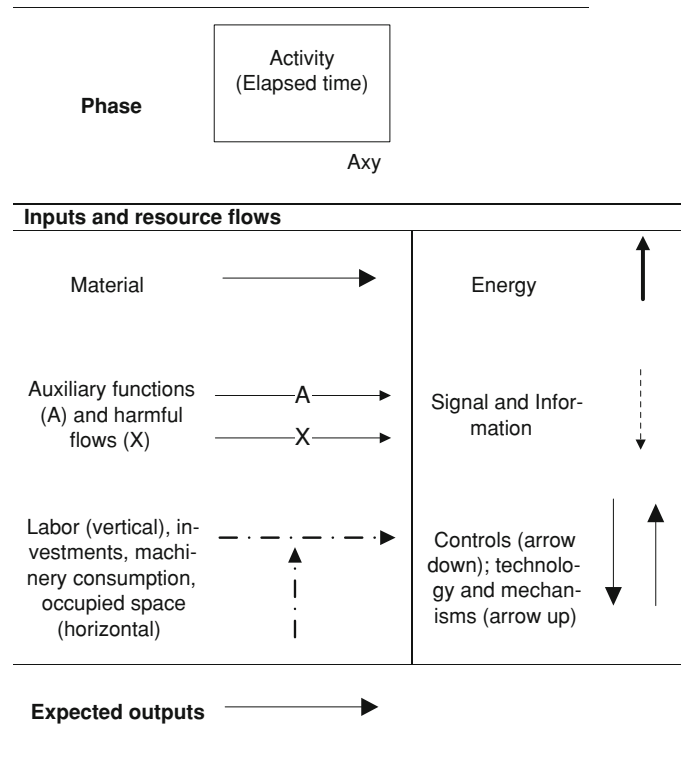 Activity
(Elapsed time)
Phase
Axy
Inputs and resource flows
Material
Energy
Auxiliary functions
(A) and harmful
flows (X)
A
X
Signal and Infor-
mation
Labor (vertical), in-
vestments, machi-
nery consumption,
occupied space
(horizontal)
Controls (arrow
down); technolo-
gy and mechan-
isms (arrow up)
Expected outputs